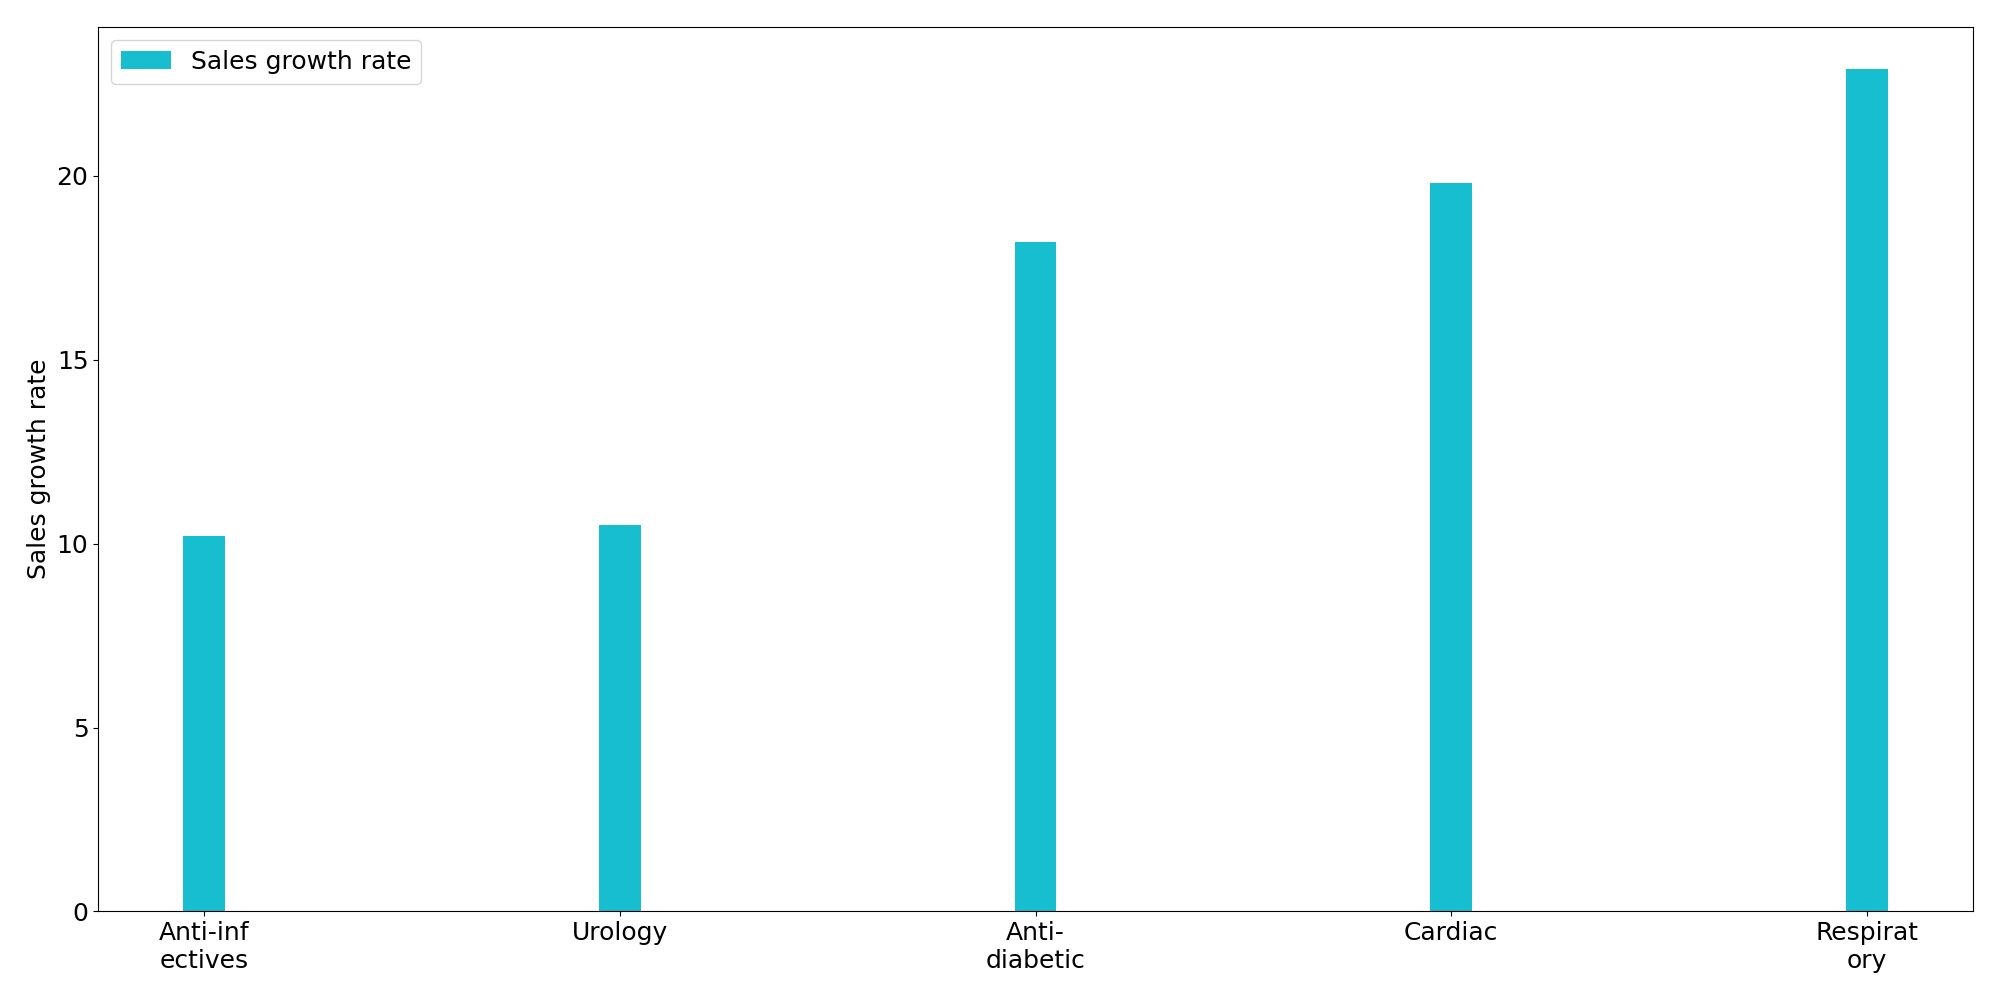 Sales growth rate
Sales growth rate
20
15
10
5
0
Anti-inf
ectives
Urology
Anti-
diabetic
Cardiac
Respirat
ory